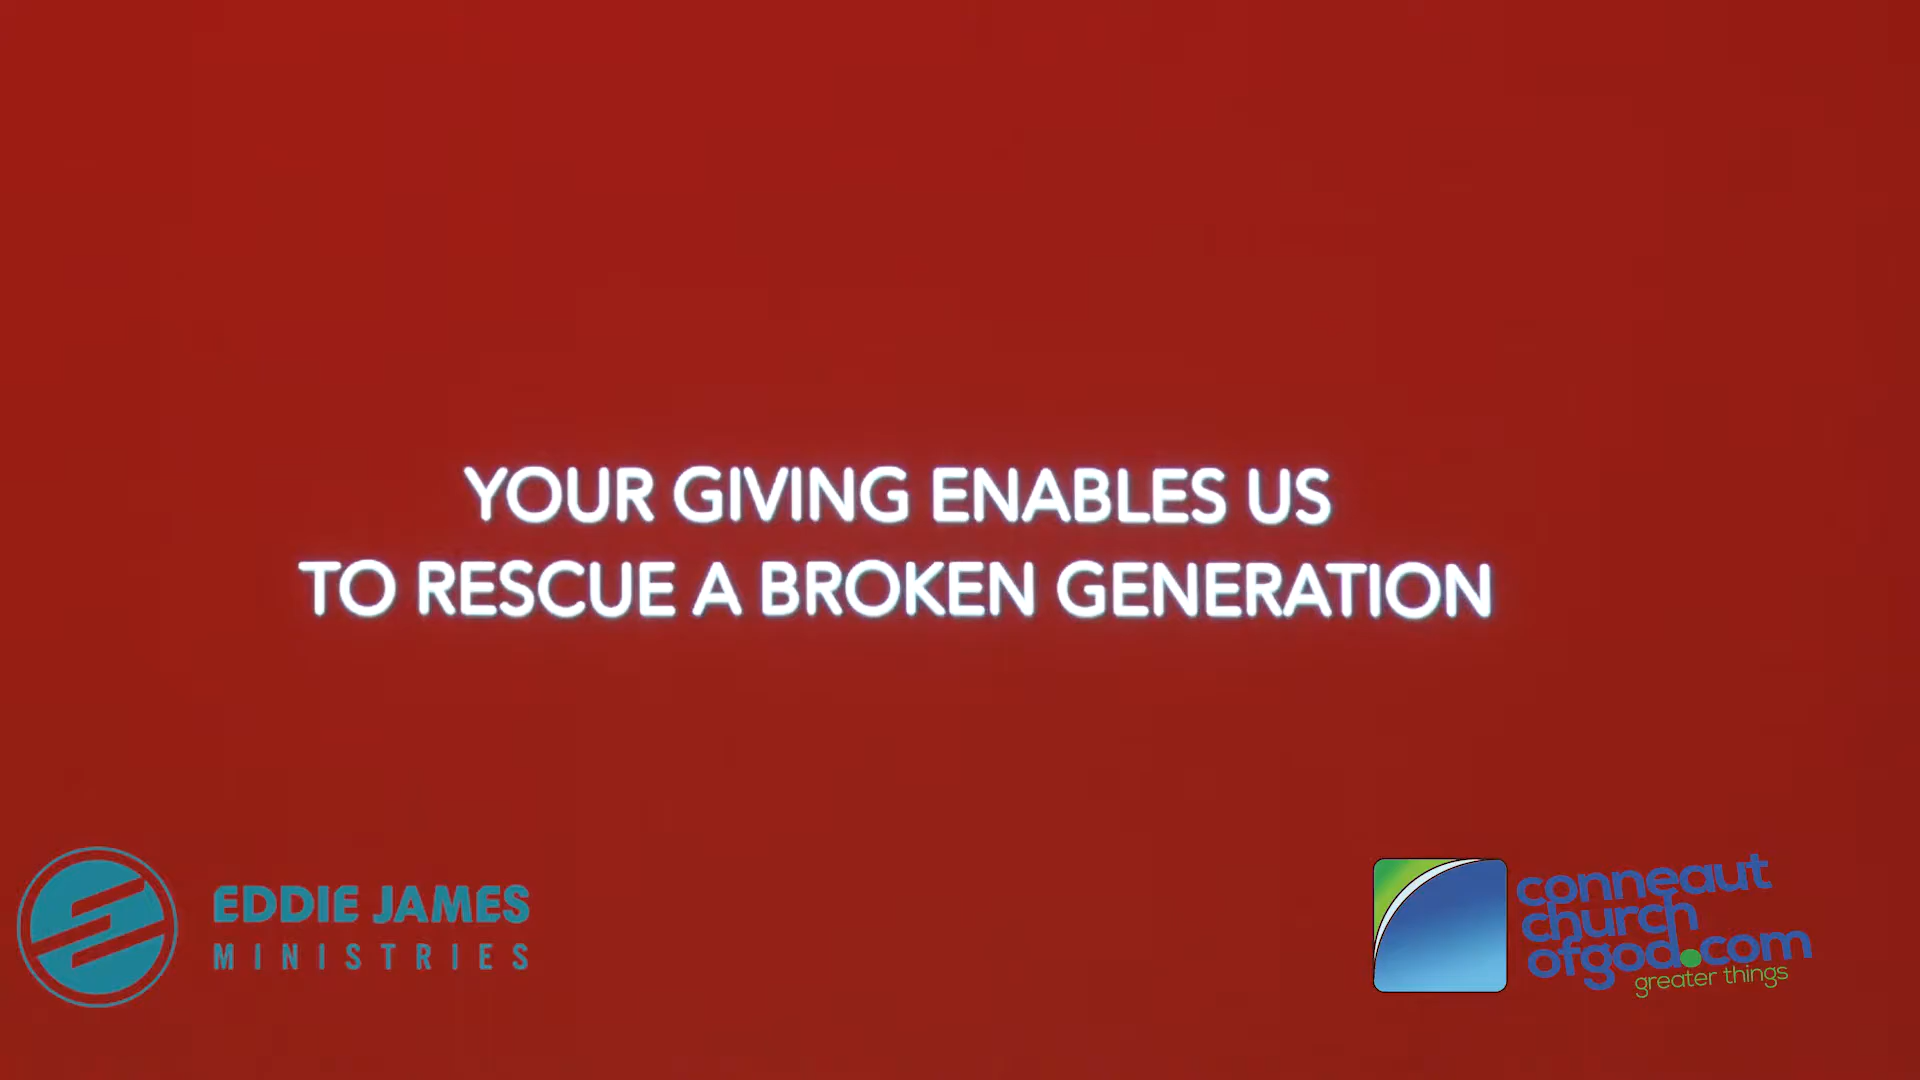 YOUR GIVING ENABLES US
TO RESCUE A BROKEN GENERATION
EDDIE JAMES
MINISTRIES
conneaut
church
ofgod.com
greater things